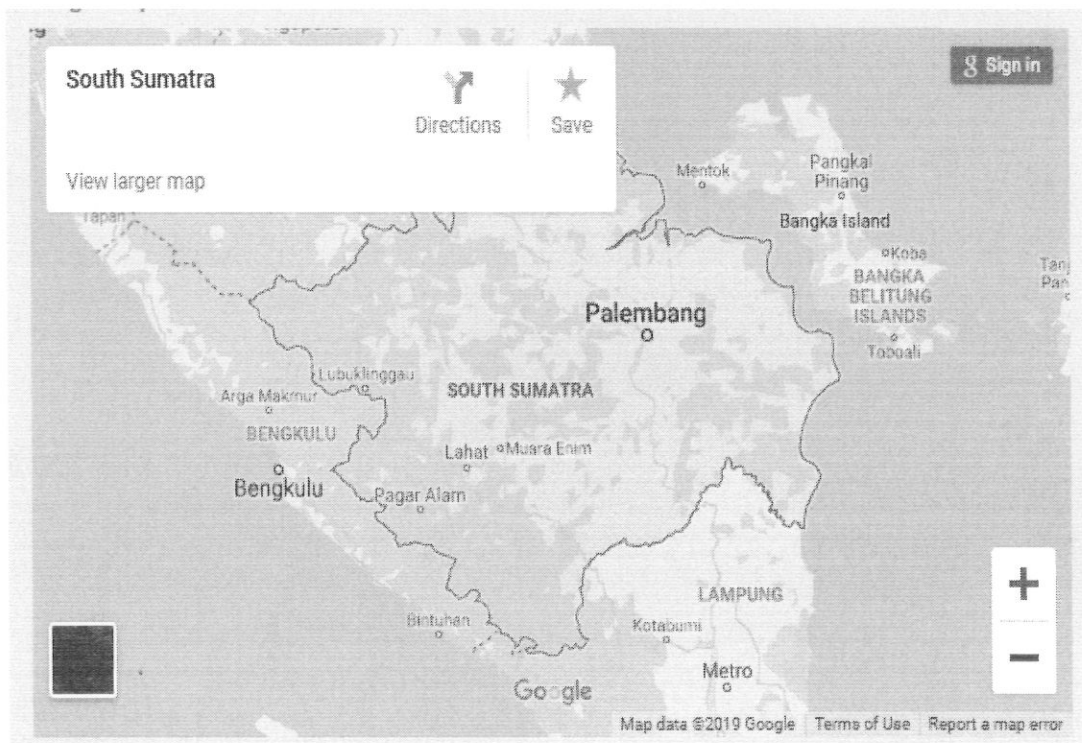 South Sumatra
Directions
Save
View larger map
g Sign in
Tapan
Mentok
Pangkal
Pinang
Bangka Island
Koba
BANGKA
BELITUNG
ISLANDS
Toboali
Palembang
Lubuklinggau
SOUTH SUMATRA
Arga Makmur
BENGKULU
Lahat
Muara Enim
Bengkulu
Pagar Alam
LAMPUNG
Bintuhan
Kotabumi
Metro
Google
Map data ©2019 Google
Terms of Use
Report a map error